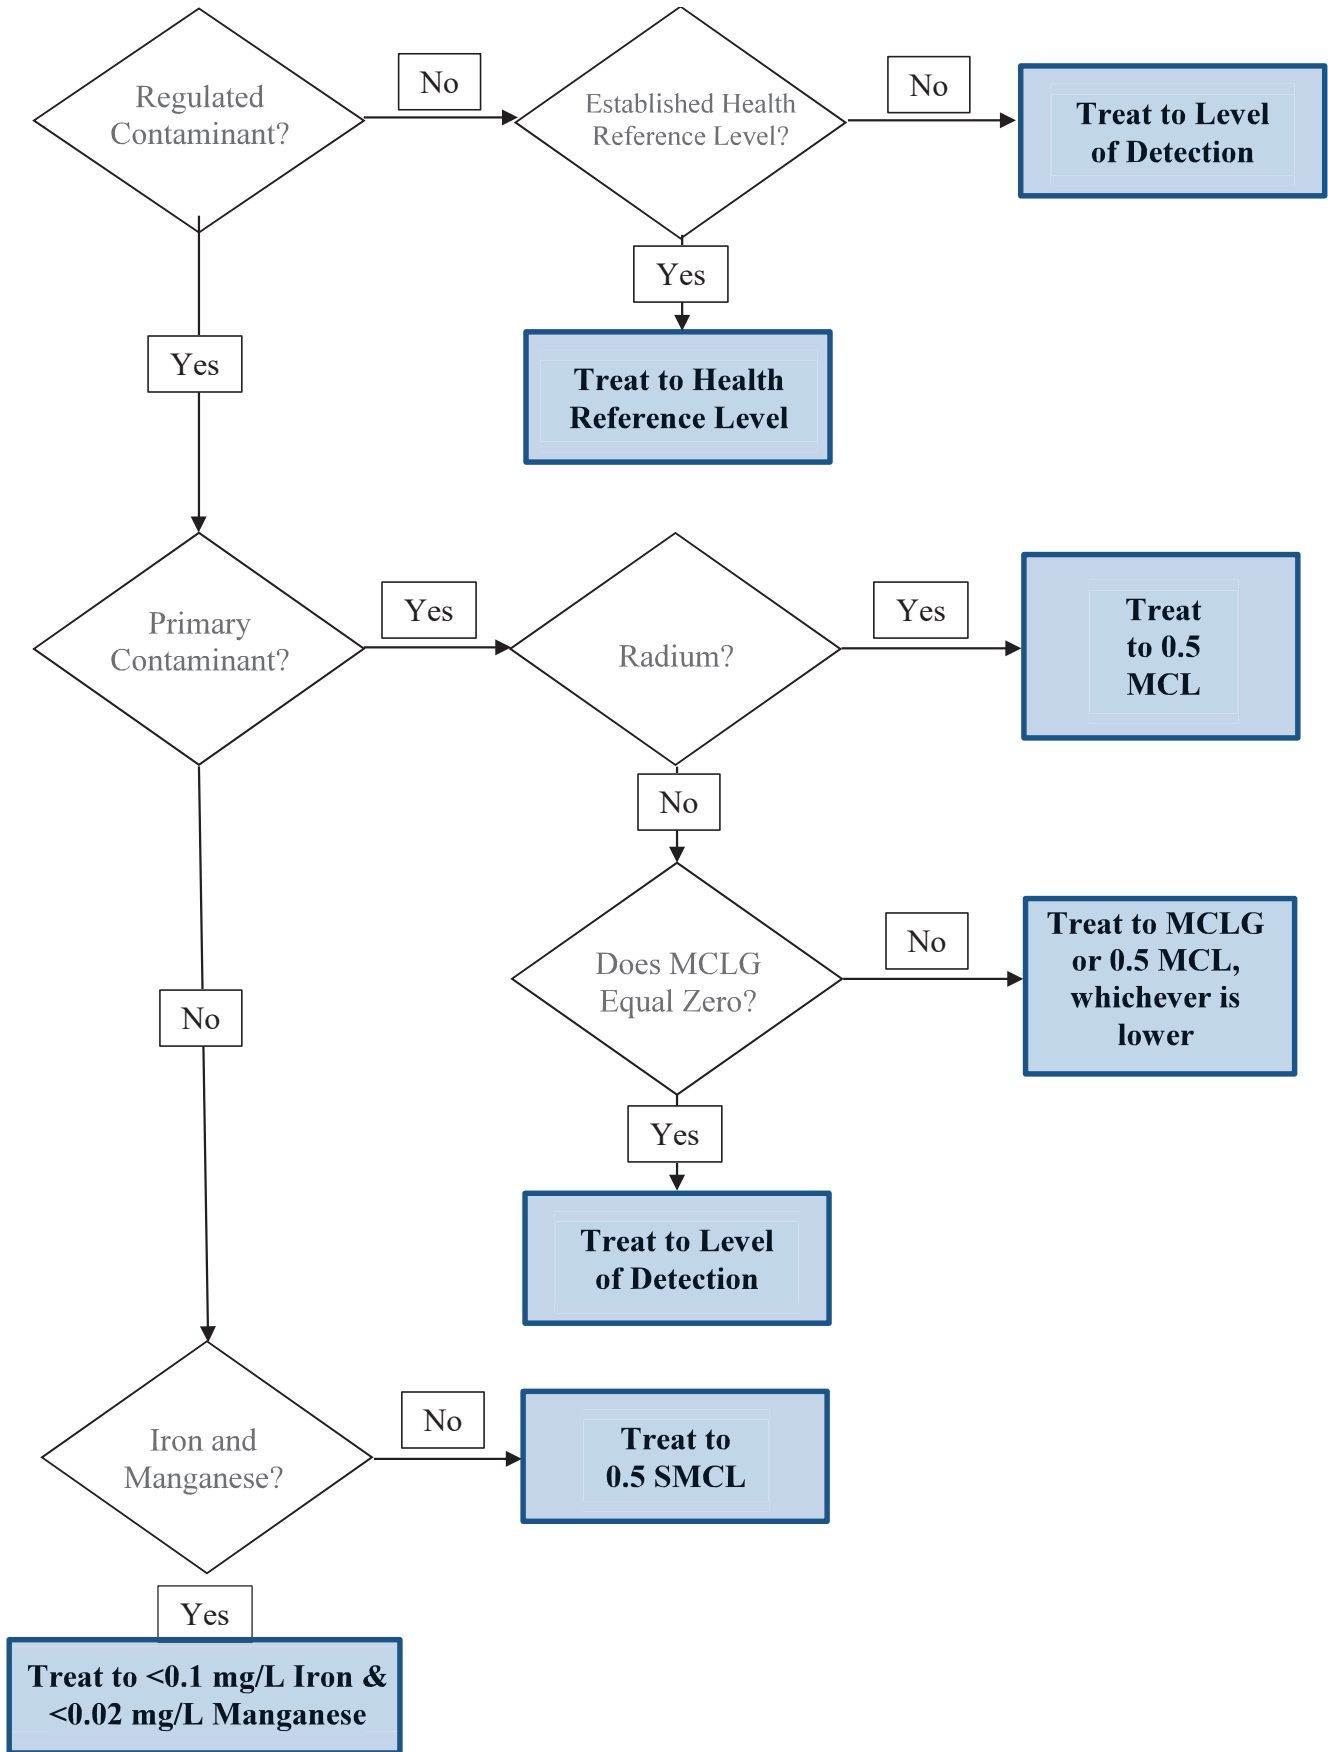 Regulated
Contaminant?
No
Established Health
Reference Level?
No
Treat to Level
of Detection
Yes
Treat to Health
Reference Level
Yes
Primary
Contaminant?
Yes
Radium?
Yes
Treat
to 0.5
MCL
No
Does MCLG
Equal Zero?
No
Treat to MCLG
or 0.5 MCL,
whichever is
lower
Yes
Treat to Level
of Detection
No
Iron and
Manganese?
No
Treat to
0.5 SMCL
Yes
Treat to <0.1 mg/L Iron &
<0.02 mg/L Manganese